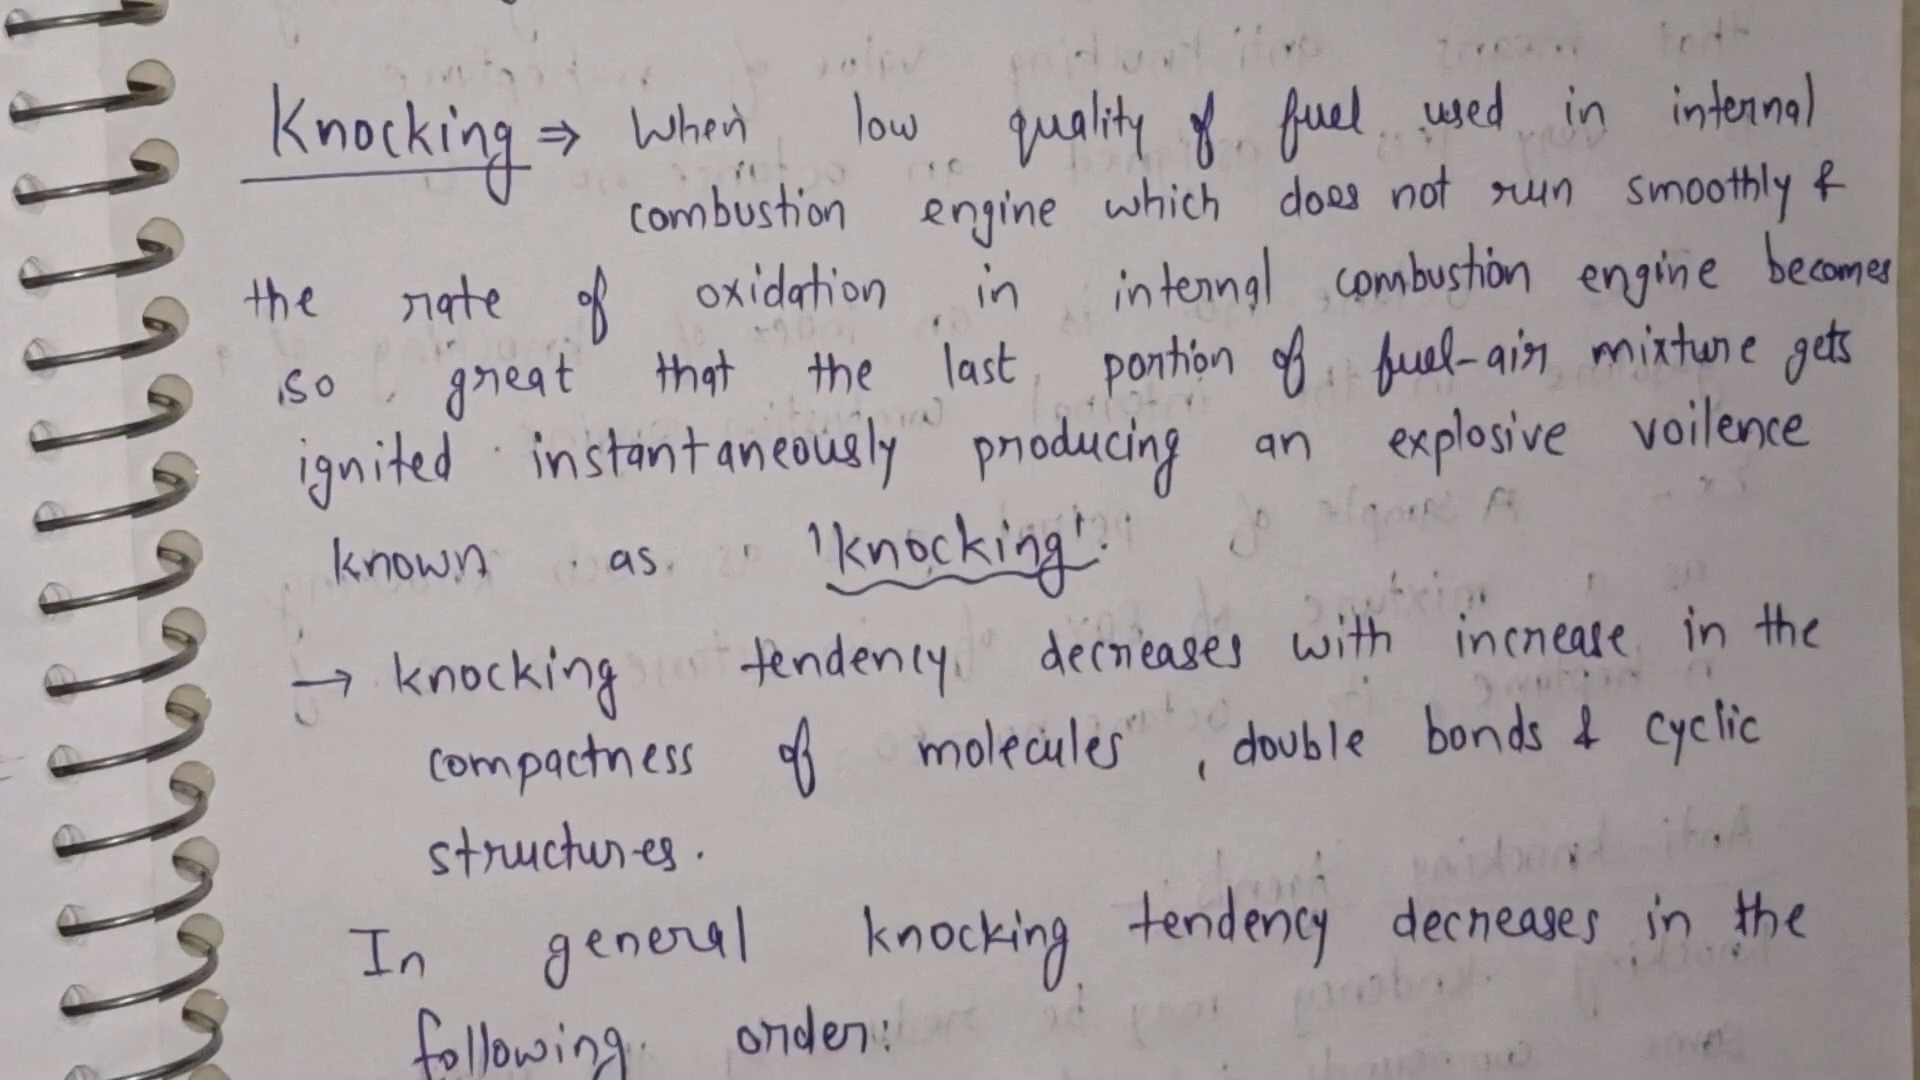 Knocking ⇒ When low quality of fuel used in internal
combustion engine which does not run smoothly &
the rate of oxidation in internal combustion engine becomes
so great that the last portion of fuel-air mixture gets
ignited instantaneously producing an explosive voilence
known as 'knocking'.
→ knocking tendency decreases with increase in the
compactness of molecules, double bonds & cyclic
structures.
In general knocking tendency decreases in the
following order: